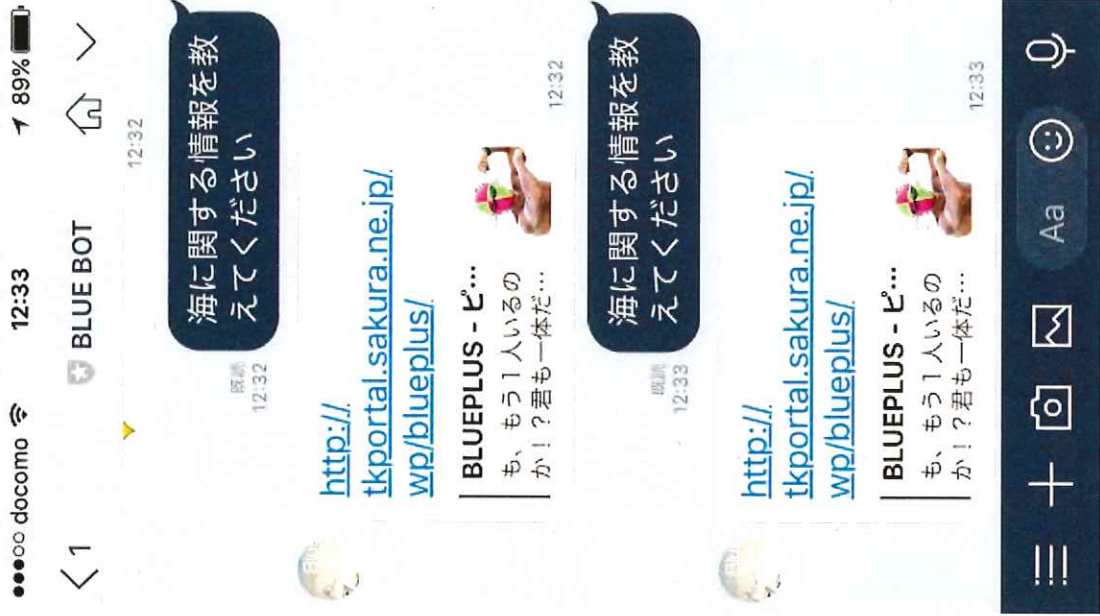 docomo 12:33 89%
1 BLUE BOT
12:32
海に関する情報を教
えてください
既読
12:32
http://
tkportal.sakura.ne.jp/
wp/blueplus/
BLUEPLUS - ピ…
も、もう1人いるの
か！？君も一体だ…
12:32
海に関する情報を教
えてください
既読
12:33
http://
tkportal.sakura.ne.jp/
wp/blueplus/
BLUEPLUS - ピ…
も、もう1人いるの
か！？君も一体だ…
12:33
Aa